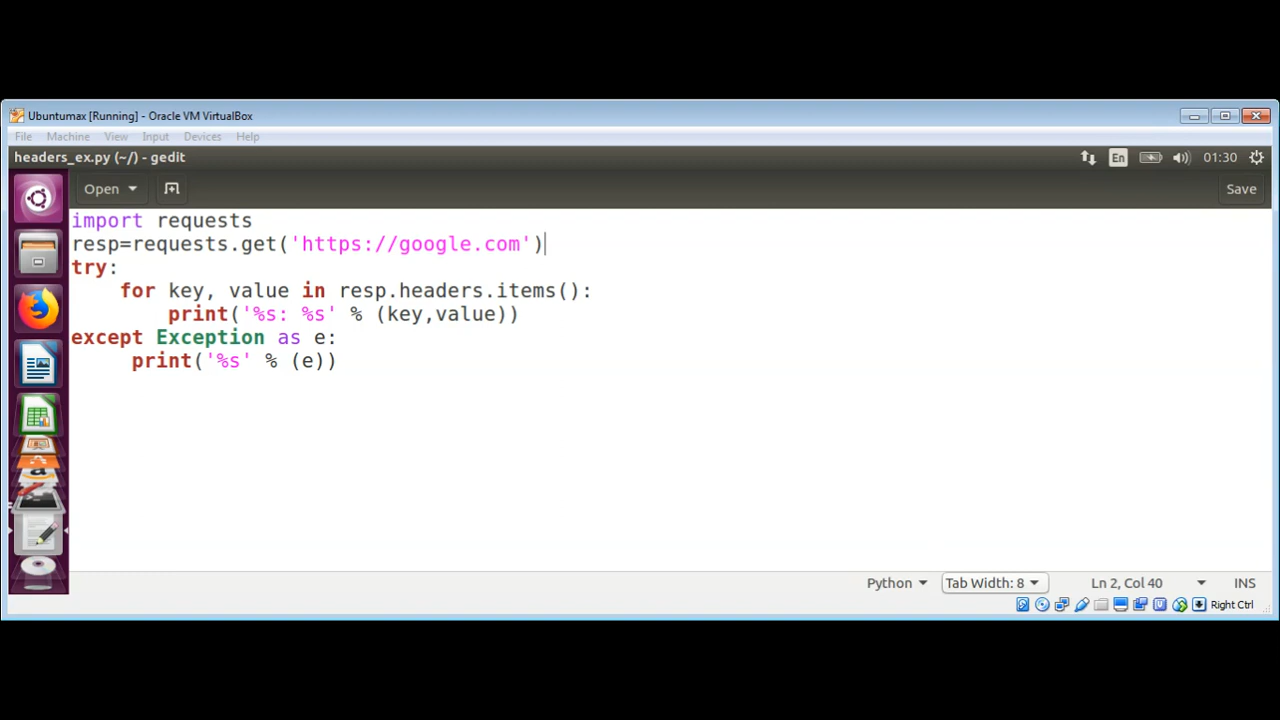 Ubuntumax [Running] - Oracle VM VirtualBox
File Machine View Input Devices Help
headers_ex.py (~/) - gedit En 01:30
Open Save
import requests
resp=requests.get('https://google.com')
try:
    for key, value in resp.headers.items():
        print('%s: %s' % (key,value))
except Exception as e:
     print('%s' % (e))
Python Tab Width: 8 Ln 2, Col 40 INS
Right Ctrl